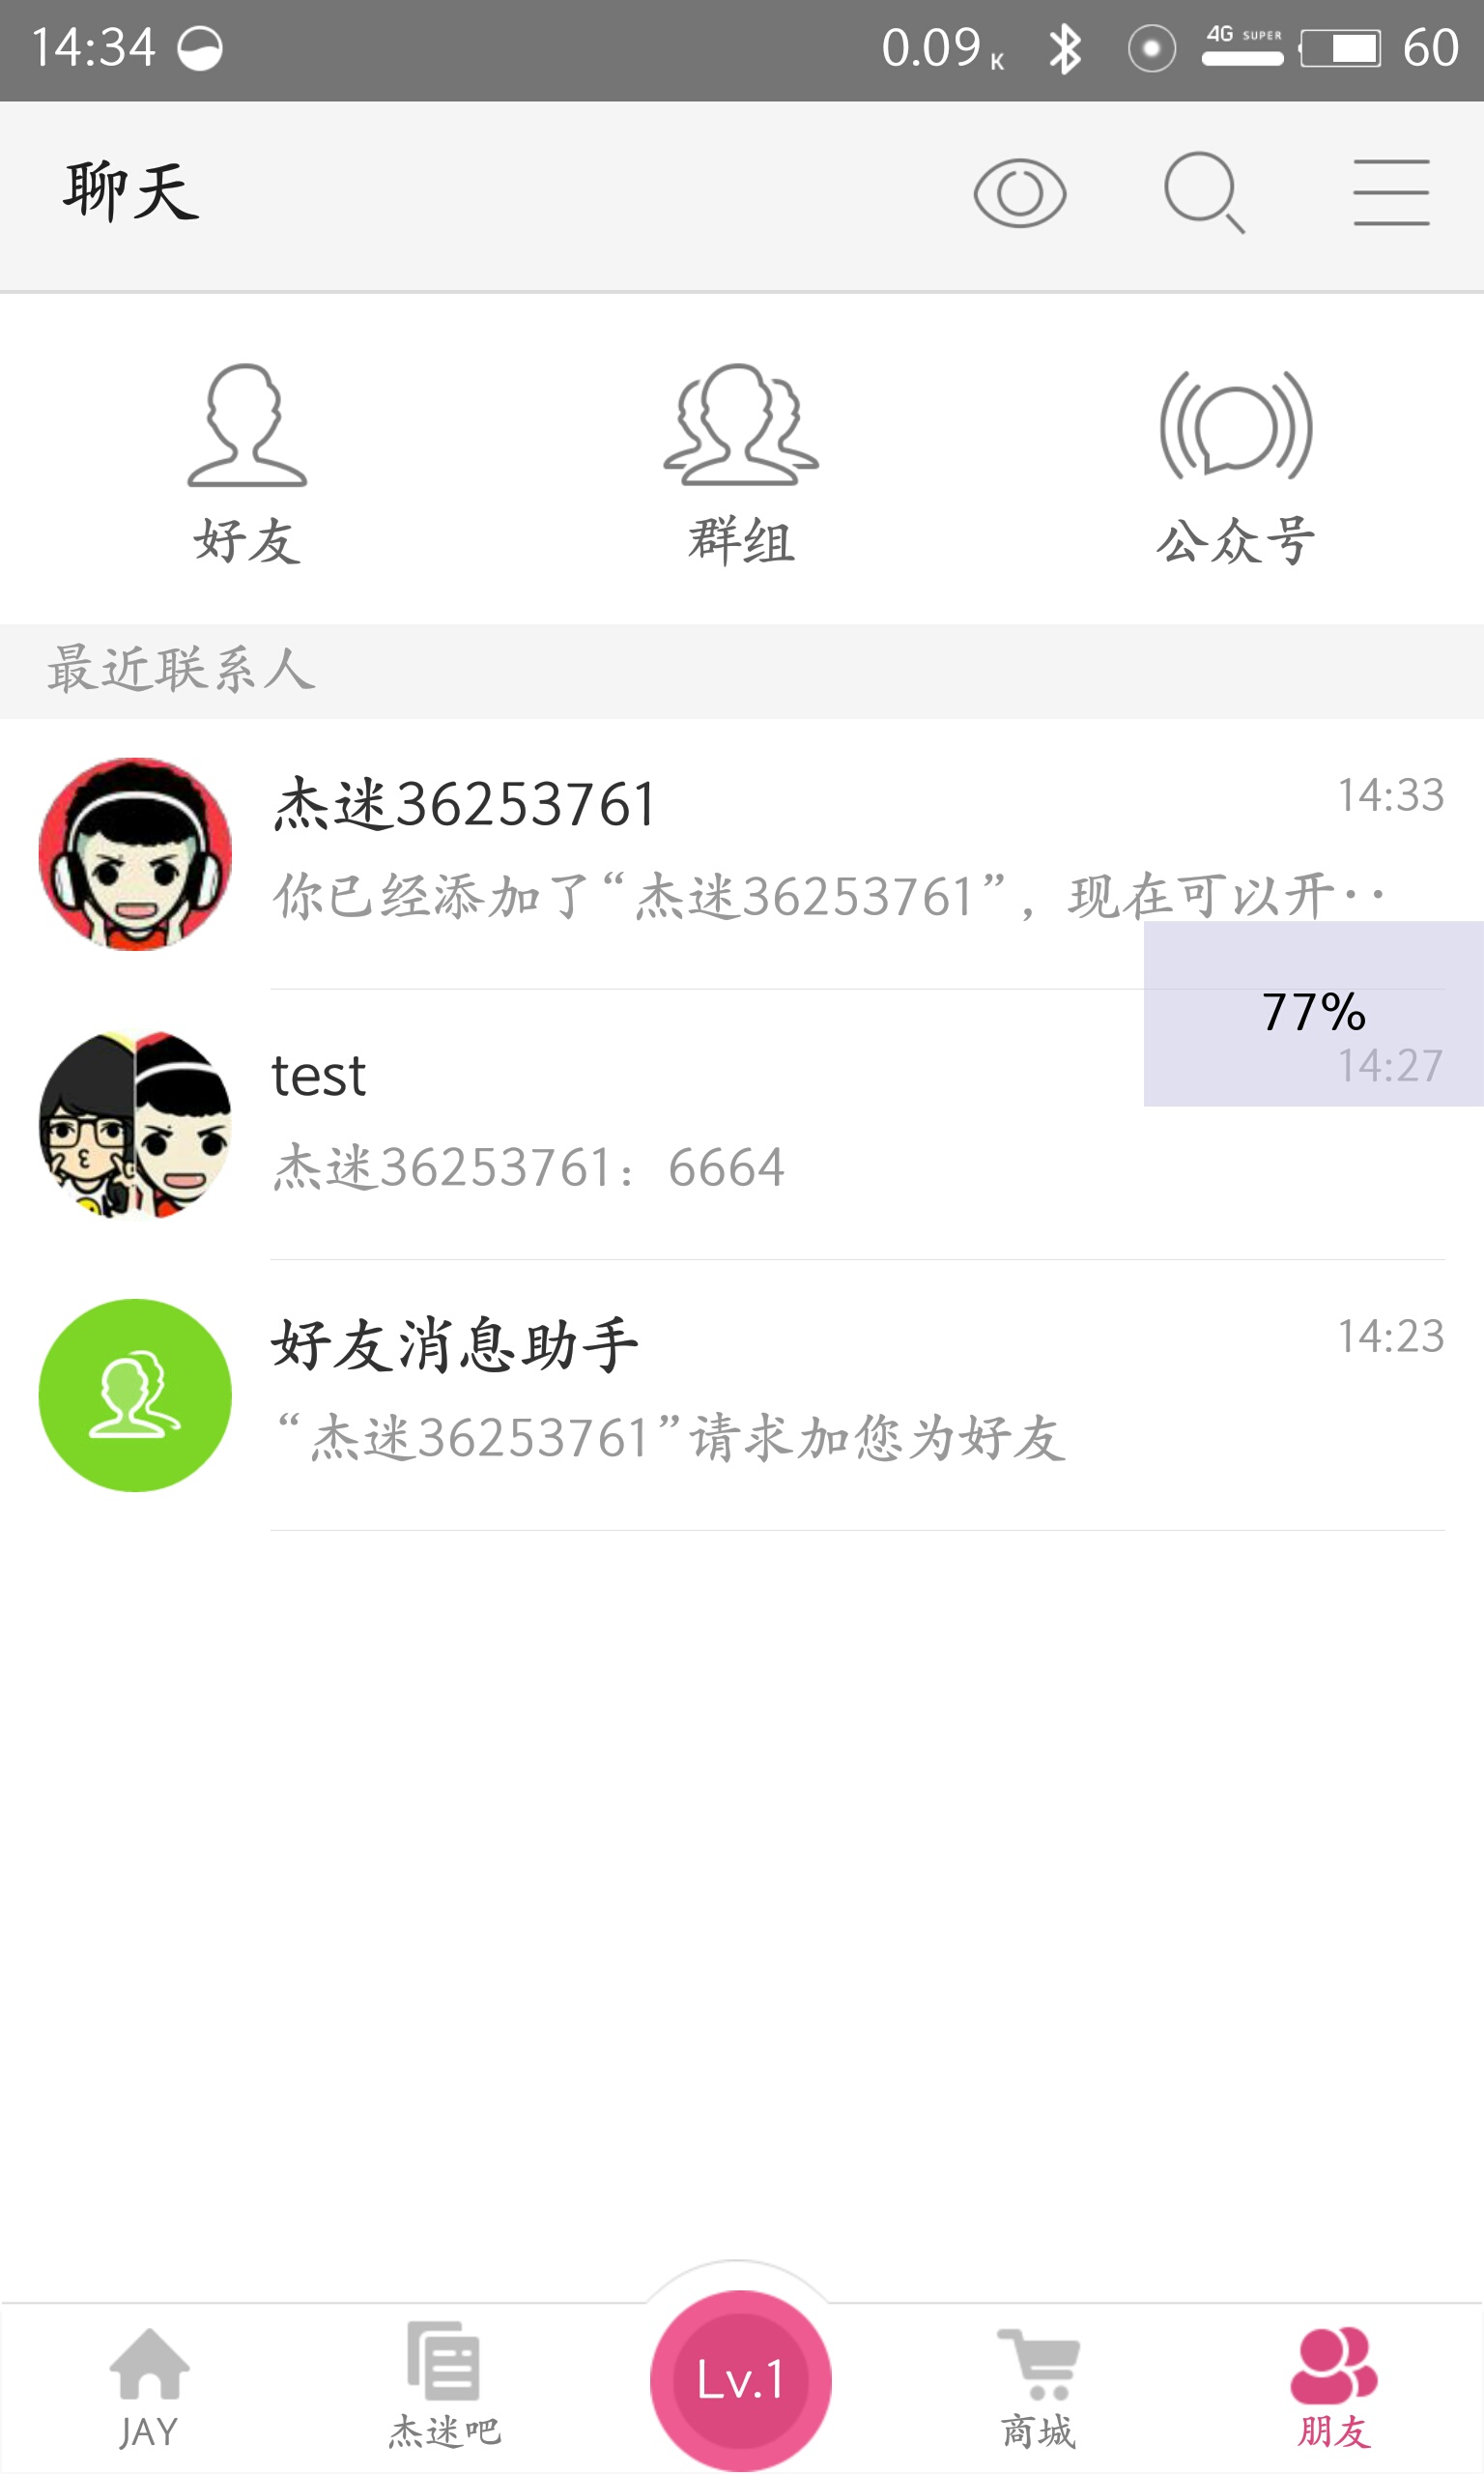 14:34 0.09 K 4G SUPER 60
聊天
好友 群组 公众号
最近联系人
杰迷36253761 14:33
你已经添加了“杰迷36253761”，现在可以开··
77%
test 14:27
杰迷36253761：6664
好友消息助手 14:23
“杰迷36253761”请求加您为好友
Lv.1
JAY 杰迷吧 商城 朋友